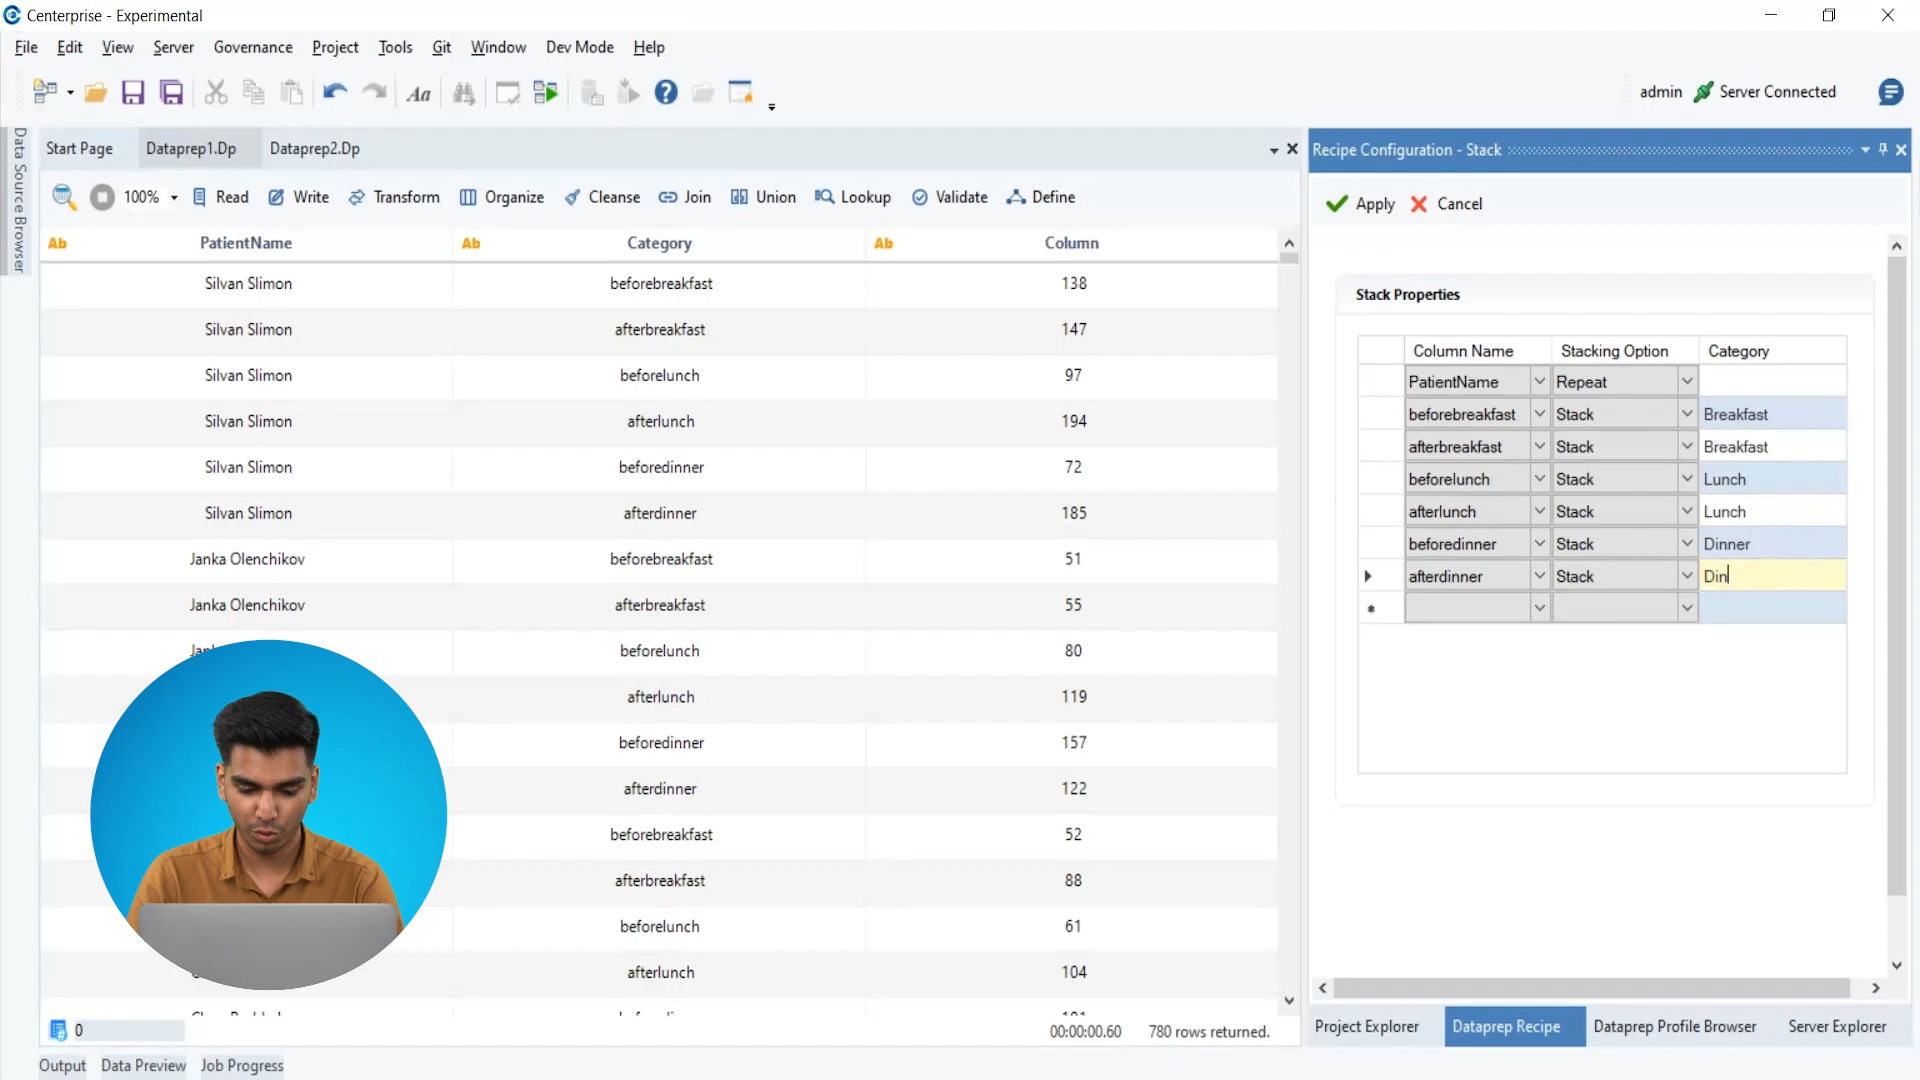 Centerprise - Experimental
File Edit View Server Governance Project Tools Git Window Dev Mode Help
Aa
admin Server Connected
Data Source Browser
Start Page Dataprep1.Dp Dataprep2.Dp
100% Read Write Transform Organize Cleanse Join Union Lookup Validate Define
Ab PatientName Ab Category Ab Column
Silvan Slimon beforebreakfast 138
Silvan Slimon afterbreakfast 147
Silvan Slimon beforelunch 97
Silvan Slimon afterlunch 194
Silvan Slimon beforedinner 72
Silvan Slimon afterdinner 185
Janka Olenchikov beforebreakfast 51
Janka Olenchikov afterbreakfast 55
beforelunch 80
afterlunch 119
beforedinner 157
afterdinner 122
beforebreakfast 52
afterbreakfast 88
beforelunch 61
afterlunch 104
0 00:00:00.60 780 rows returned.
Output Data Preview Job Progress
Recipe Configuration - Stack
Apply Cancel
Stack Properties
Column Name Stacking Option Category
PatientName Repeat
beforebreakfast Stack Breakfast
afterbreakfast Stack Breakfast
beforelunch Stack Lunch
afterlunch Stack Lunch
beforedinner Stack Dinner
afterdinner Stack Din
Project Explorer Dataprep Recipe Dataprep Profile Browser Server Explorer